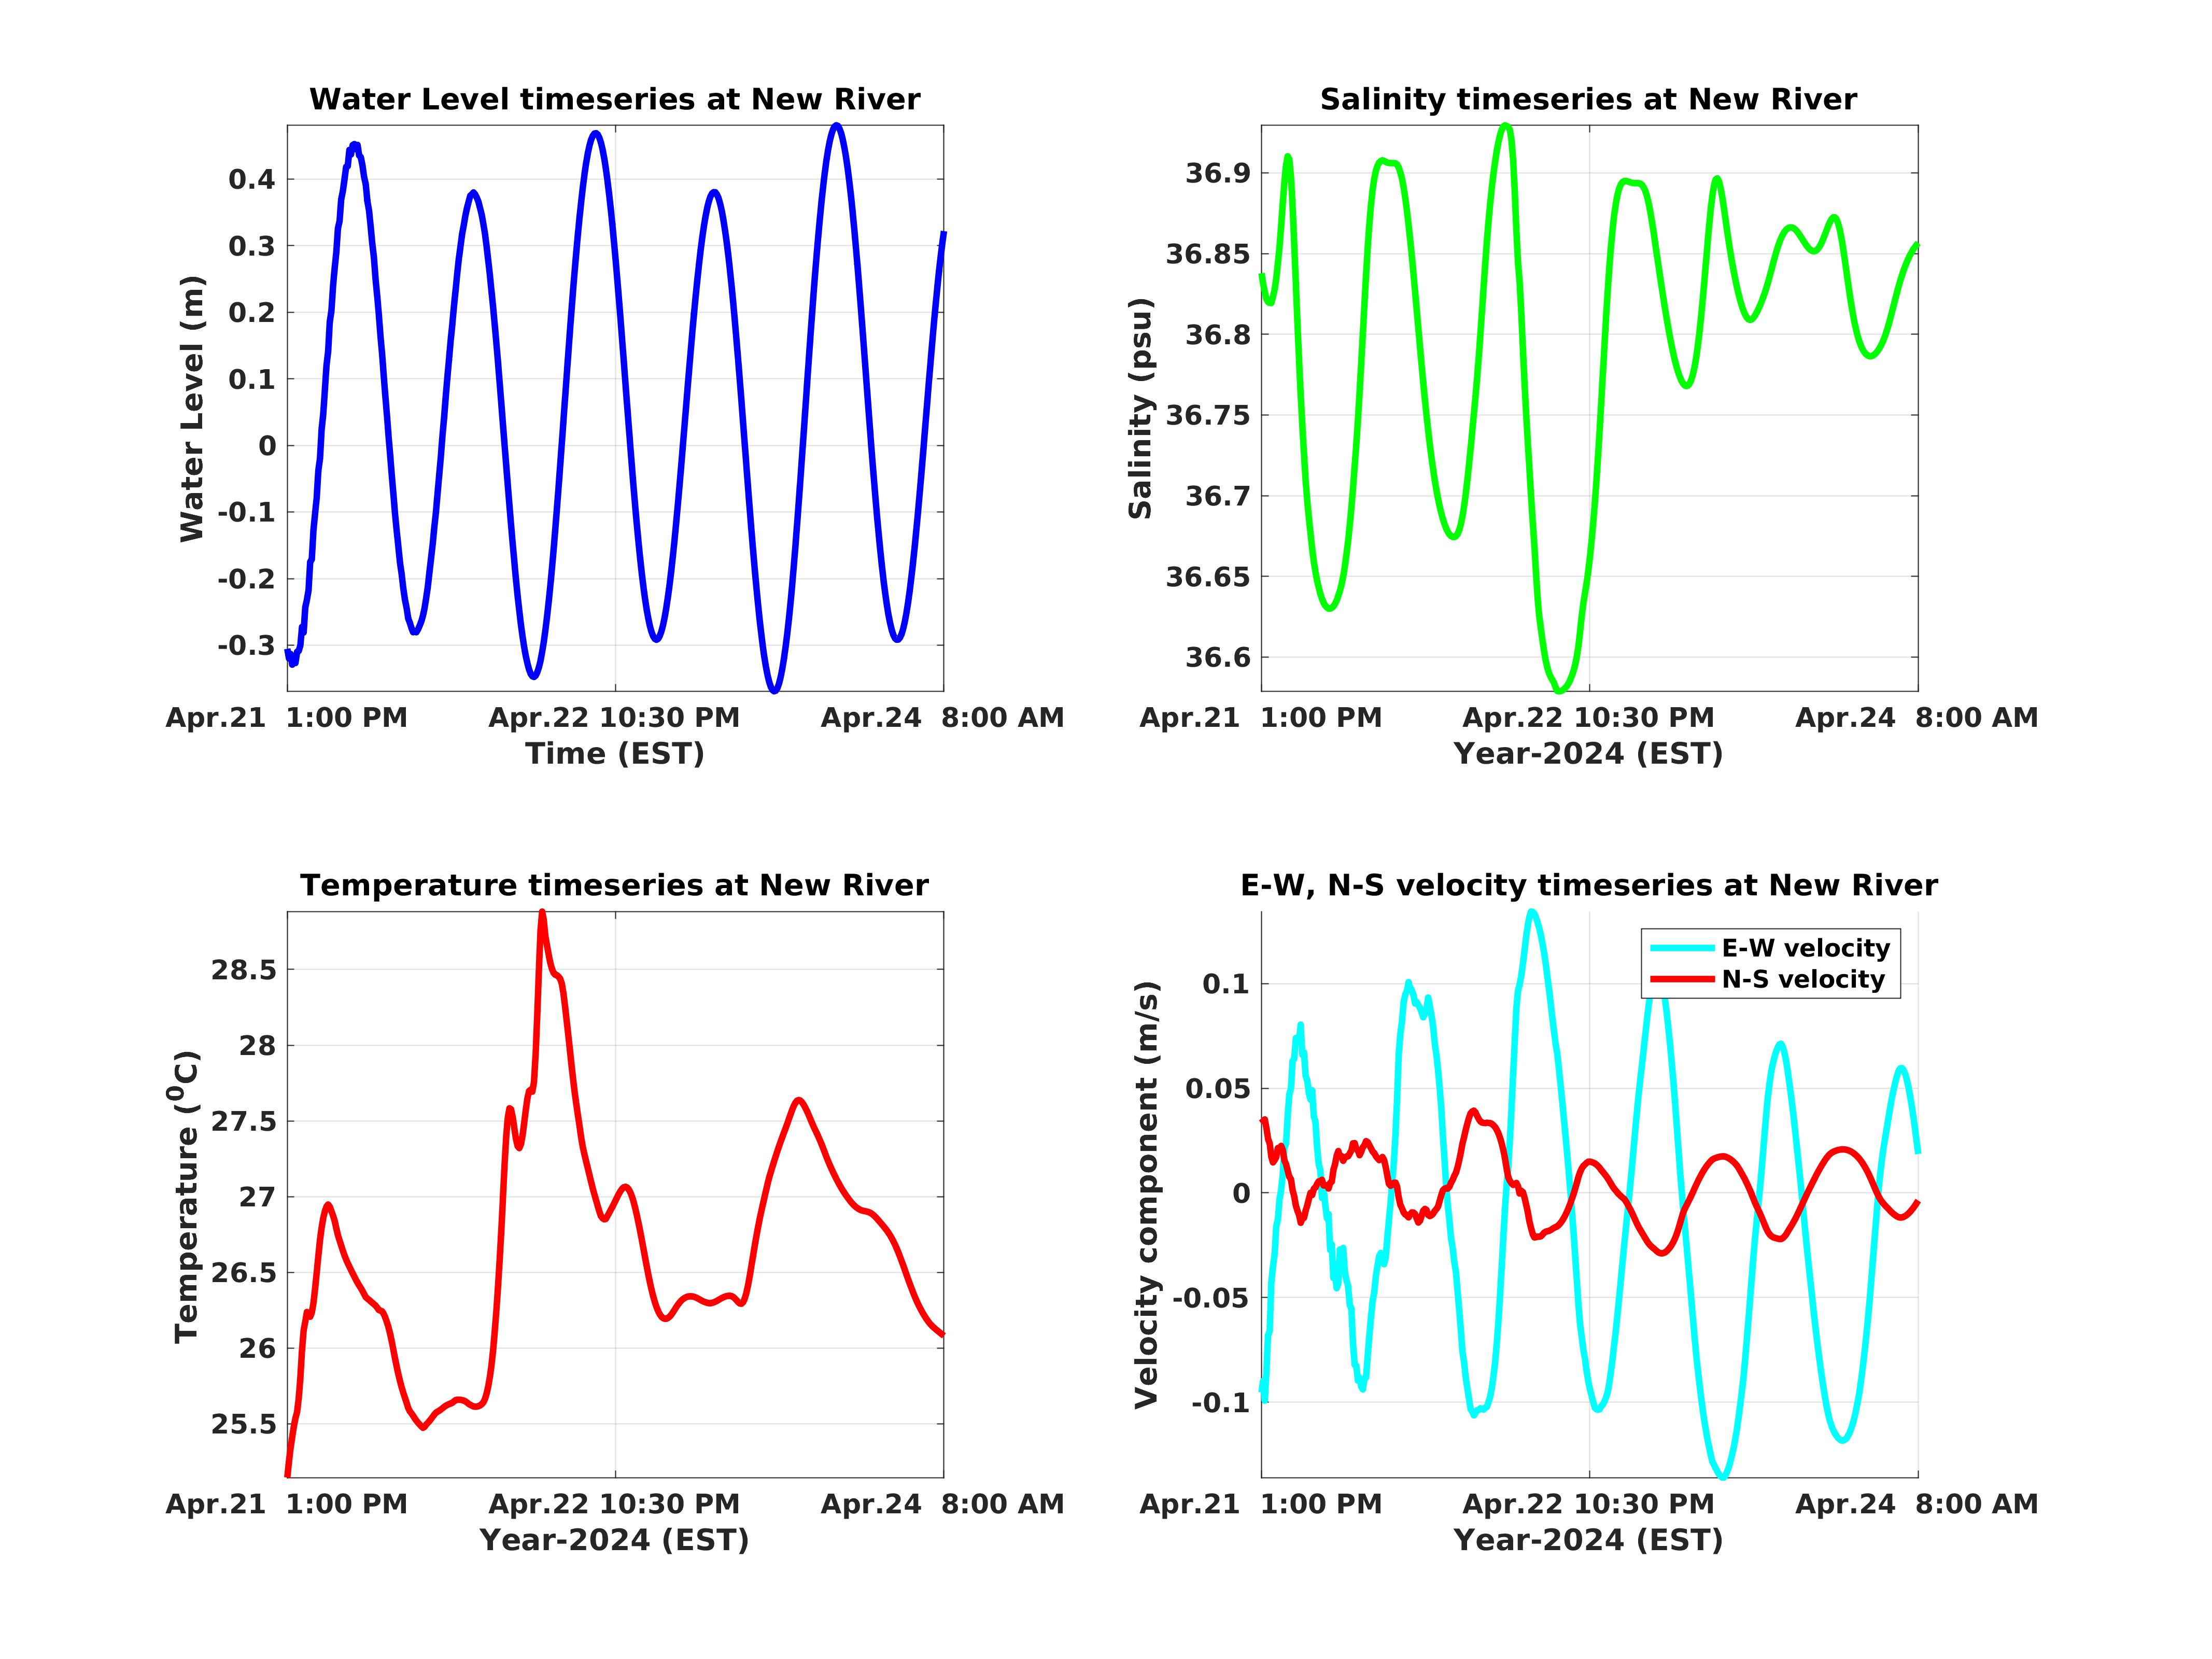 Water Level timeseries at New River
Water Level (m)
0.4
0.3
0.2
0.1
0
-0.1
-0.2
-0.3
Apr.21  1:00 PM
Apr.22 10:30 PM
Apr.24  8:00 AM
Time (EST)
Salinity timeseries at New River
Salinity (psu)
36.9
36.85
36.8
36.75
36.7
36.65
36.6
Apr.21  1:00 PM
Apr.22 10:30 PM
Apr.24  8:00 AM
Year-2024 (EST)
Temperature timeseries at New River
Temperature (⁰C)
28.5
28
27.5
27
26.5
26
25.5
Apr.21  1:00 PM
Apr.22 10:30 PM
Apr.24  8:00 AM
Year-2024 (EST)
E-W, N-S velocity timeseries at New River
E-W velocity
N-S velocity
Velocity component (m/s)
0.1
0.05
0
-0.05
-0.1
Apr.21  1:00 PM
Apr.22 10:30 PM
Apr.24  8:00 AM
Year-2024 (EST)